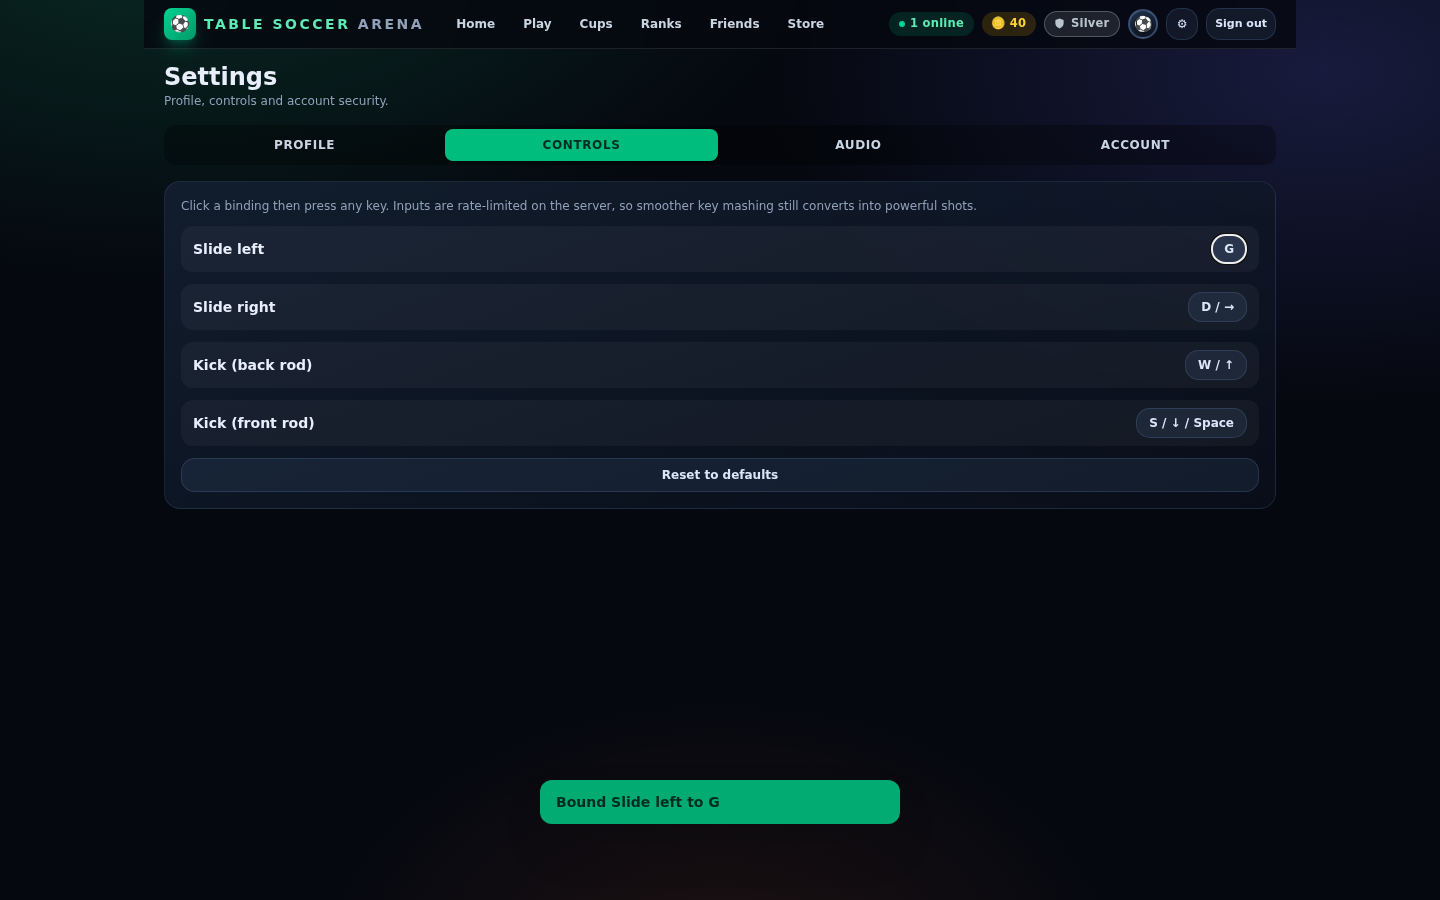 TABLE SOCCER ARENA Home Play Cups Ranks Friends Store 1 online 40 Silver Sign out
Settings
Profile, controls and account security.
PROFILE CONTROLS AUDIO ACCOUNT
Click a binding then press any key. Inputs are rate-limited on the server, so smoother key mashing still converts into powerful shots.
Slide left G
Slide right D / →
Kick (back rod) W / ↑
Kick (front rod) S / ↓ / Space
Reset to defaults
Bound Slide left to G